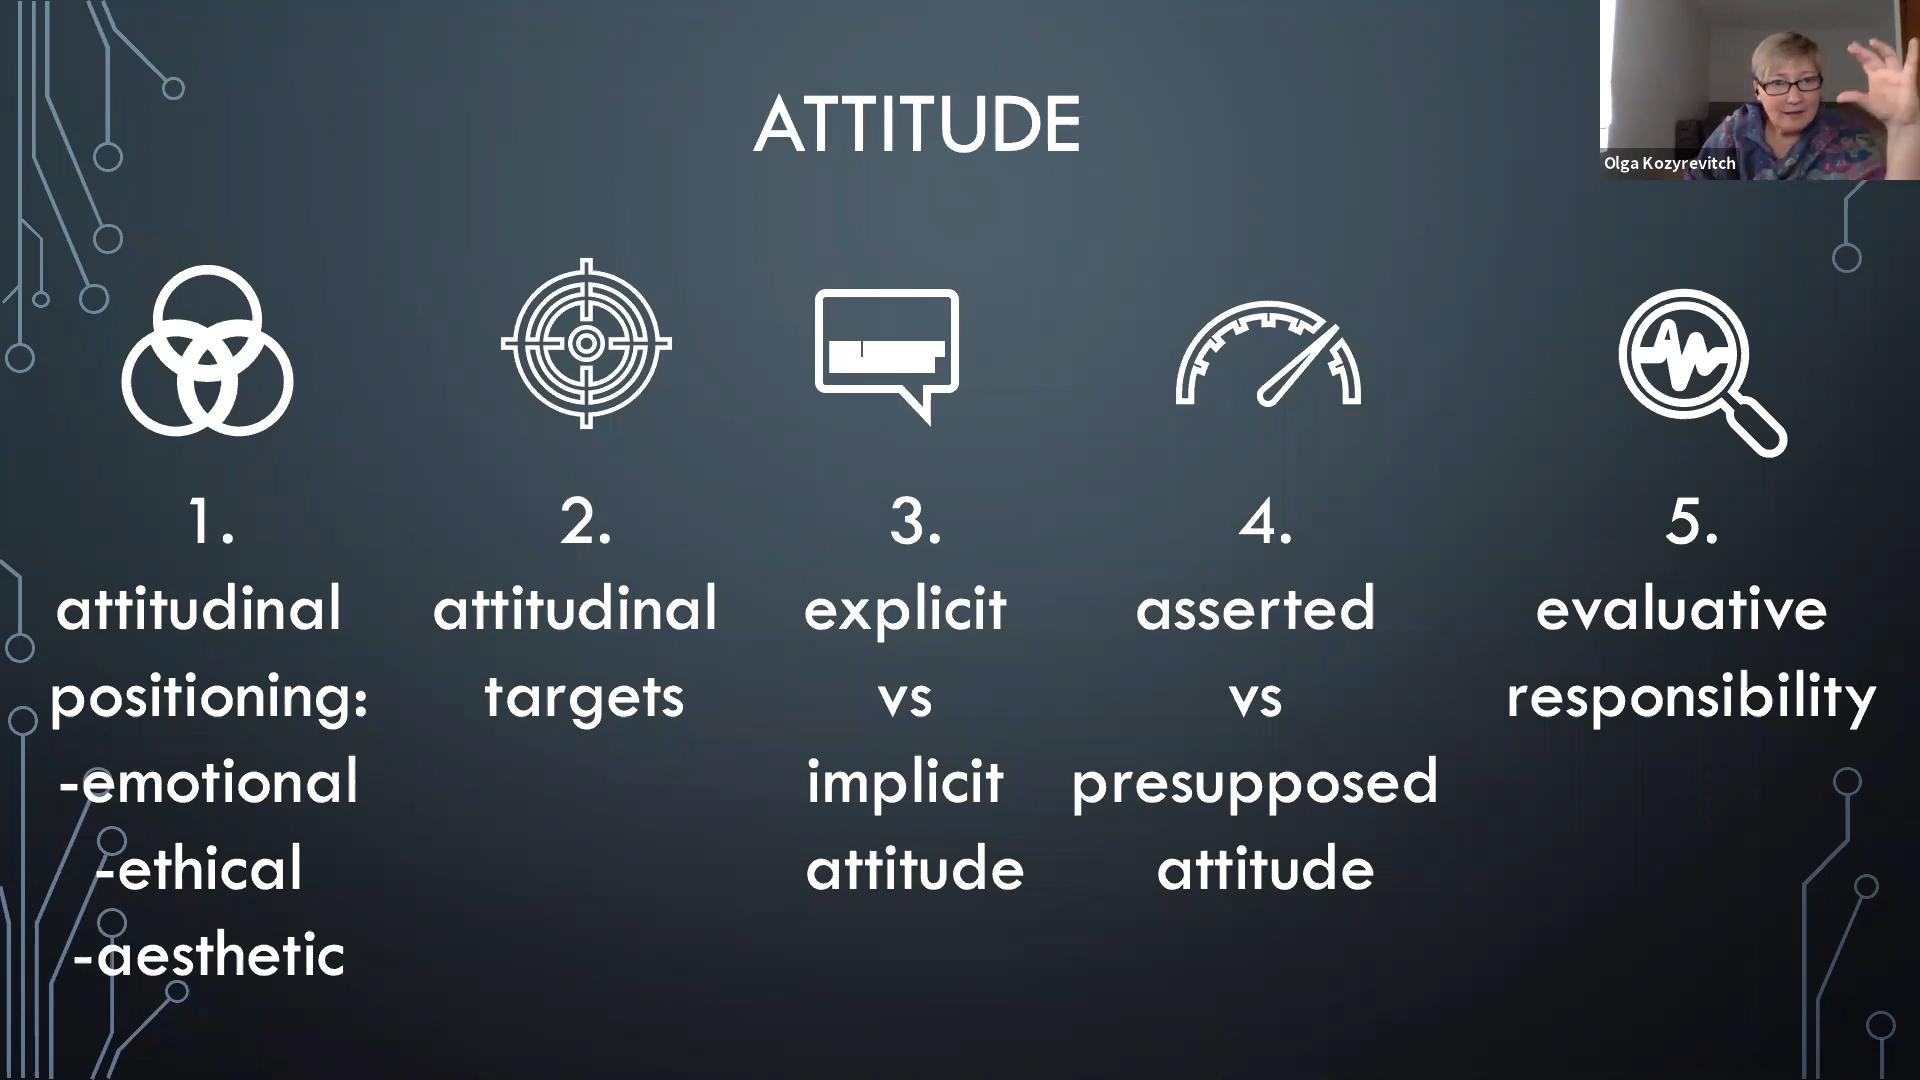 ATTITUDE
Olga Kozyrevitch
1.
attitudinal
positioning:
-emotional
-ethical
-aesthetic
2.
attitudinal
targets
3.
explicit
vs
implicit
attitude
4.
asserted
vs
presupposed
attitude
5.
evaluative
responsibility